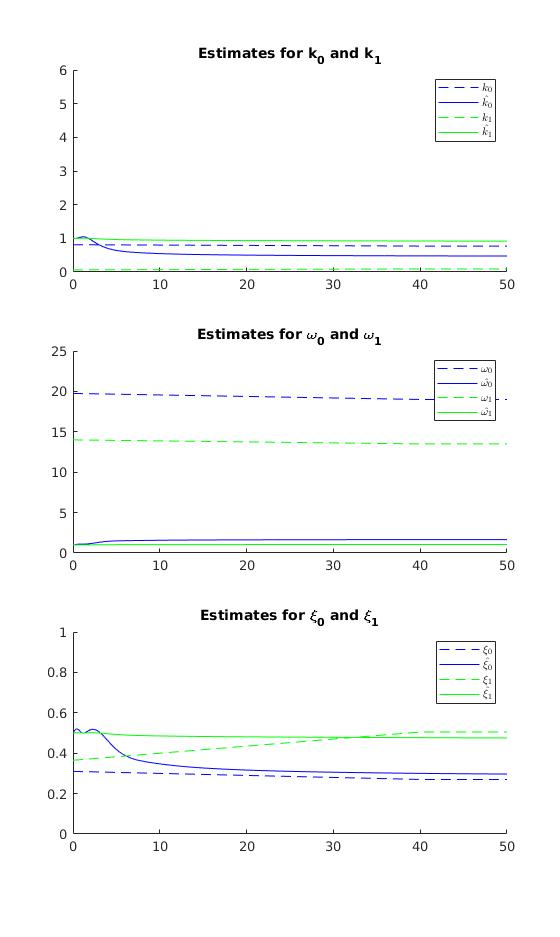 Estimates for k₀ and k₁
6
5
4
3
2
1
0
k₀
k̂₀
k₁
k̂₁
0 10 20 30 40 50
Estimates for ω₀ and ω₁
25
20
15
10
5
0
ω₀
ω̂₀
ω₁
ω̂₁
0 10 20 30 40 50
Estimates for ξ₀ and ξ₁
1
0.8
0.6
0.4
0.2
0
ξ₀
ξ̂₀
ξ₁
ξ̂₁
0 10 20 30 40 50